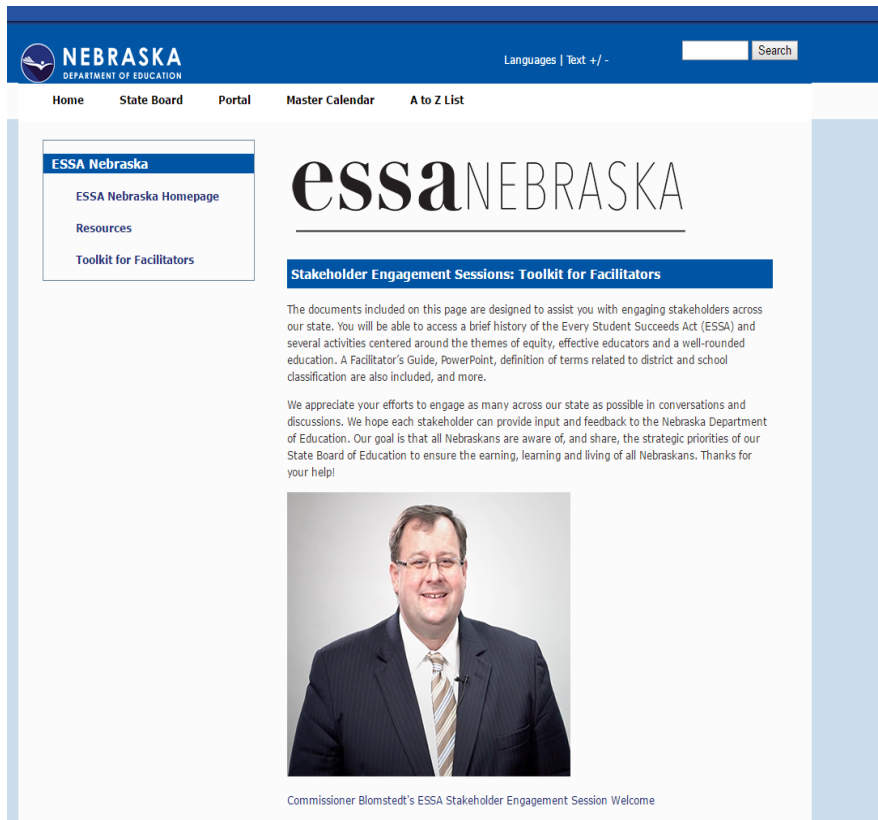 NEBRASKA
DEPARTMENT OF EDUCATION
Languages | Text +/ -
Search
Home State Board Portal Master Calendar A to Z List
ESSA Nebraska
ESSA Nebraska Homepage
Resources
Toolkit for Facilitators
essaNEBRASKA
Stakeholder Engagement Sessions: Toolkit for Facilitators
The documents included on this page are designed to assist you with engaging stakeholders across
our state. You will be able to access a brief history of the Every Student Succeeds Act (ESSA) and
several activities centered around the themes of equity, effective educators and a well-rounded
education. A Facilitator's Guide, PowerPoint, definition of terms related to district and school
classification are also included, and more.
We appreciate your efforts to engage as many across our state as possible in conversations and
discussions. We hope each stakeholder can provide input and feedback to the Nebraska Department
of Education. Our goal is that all Nebraskans are aware of, and share, the strategic priorities of our
State Board of Education to ensure the earning, learning and living of all Nebraskans. Thanks for
your help!
Commissioner Blomstedt's ESSA Stakeholder Engagement Session Welcome